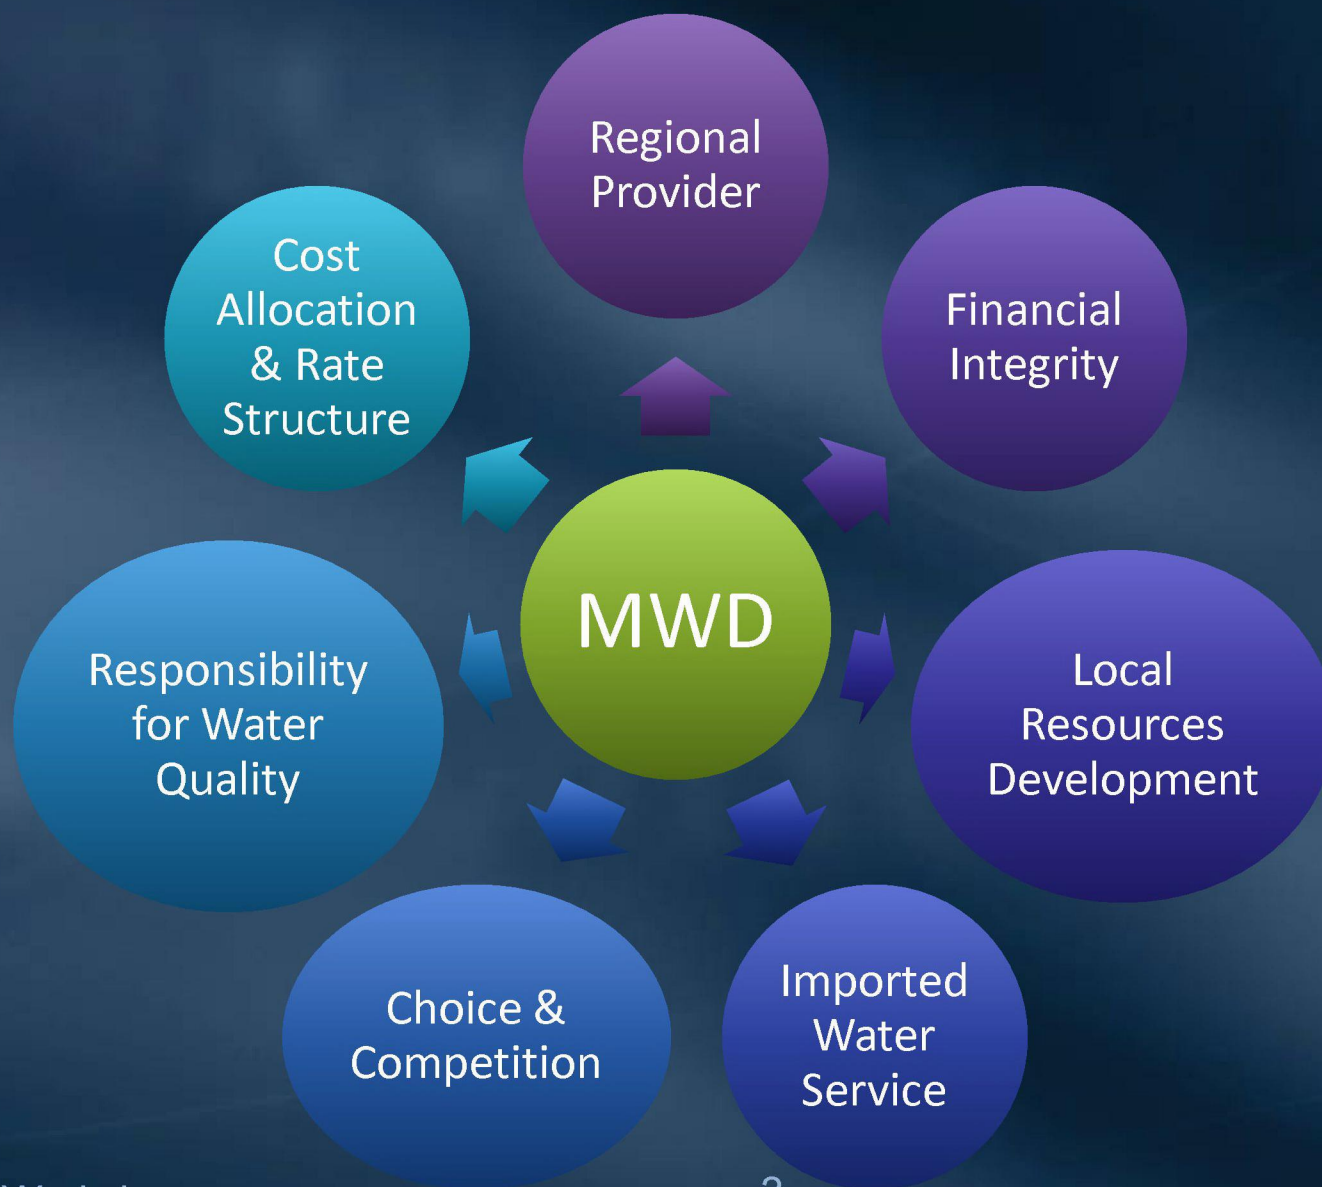 Regional
Provider
Financial
Integrity
Local
Resources
Development
Imported
Water
Service
Choice &
Competition
Responsibility
for Water
Quality
Cost
Allocation
& Rate
Structure
MWD